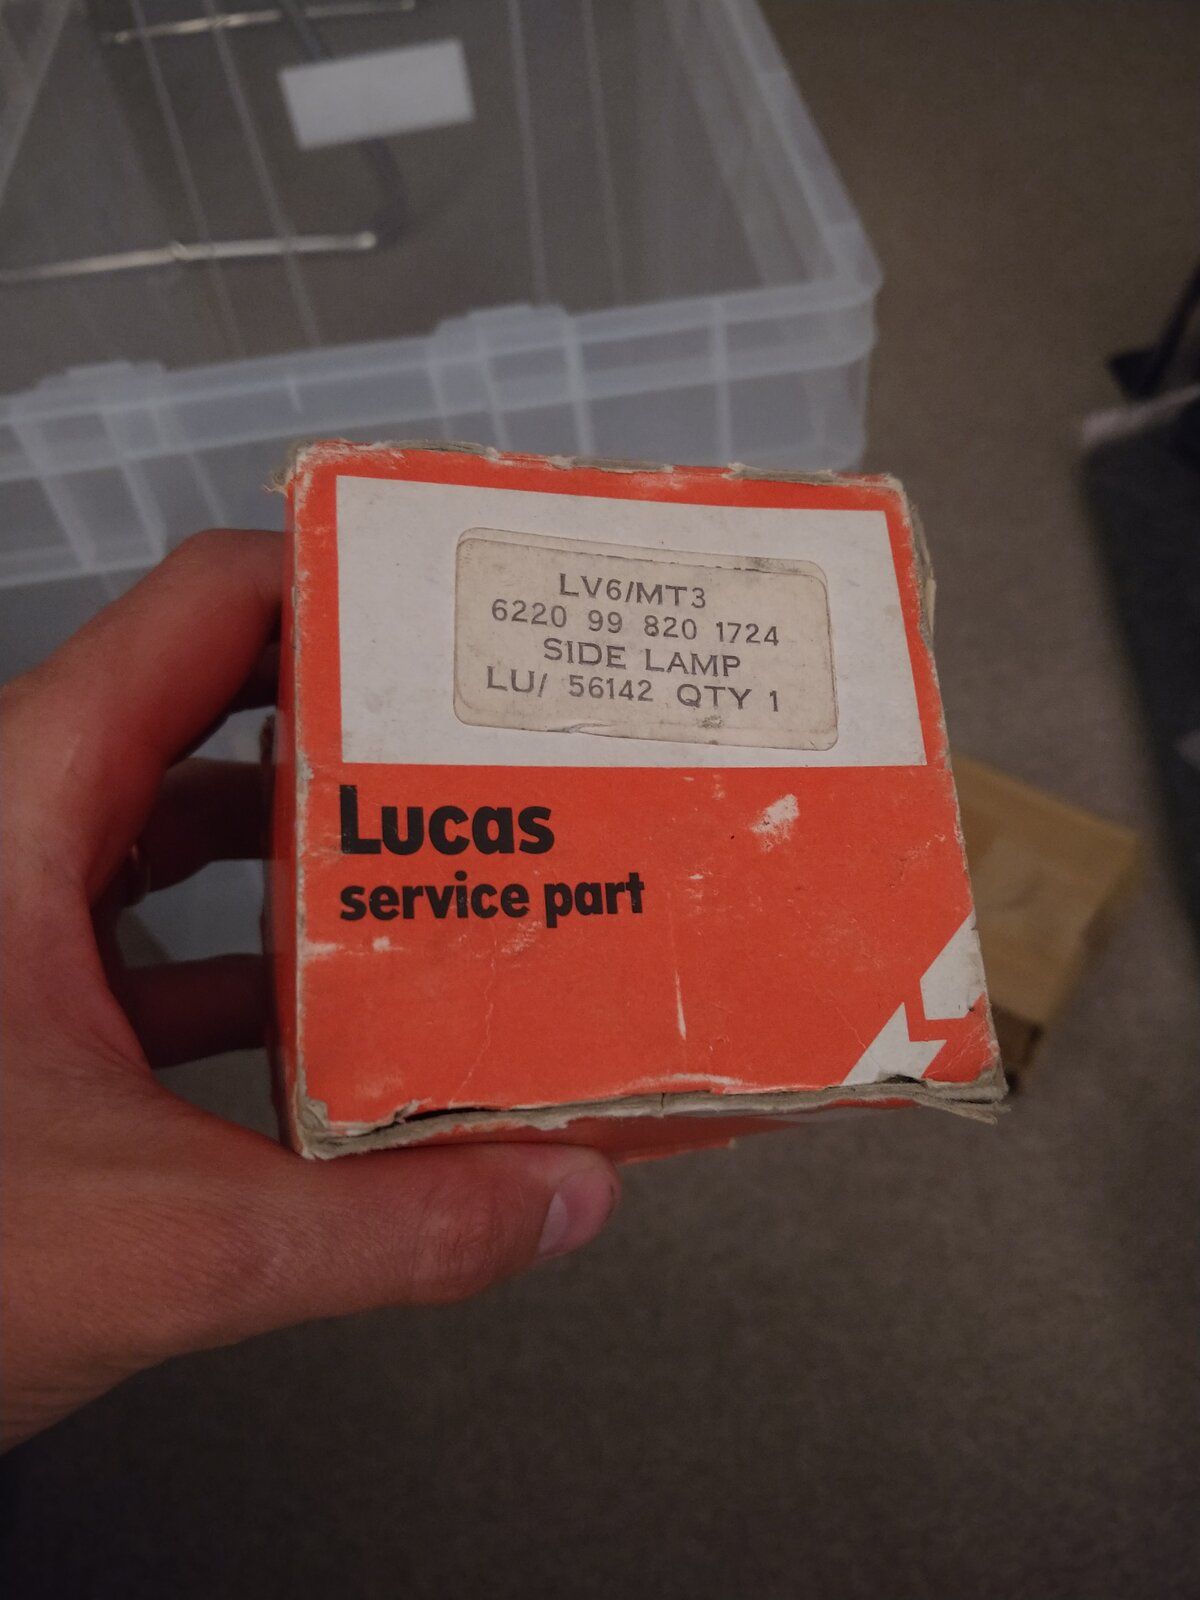 LV6/MT3
6220 99 820 1724
SIDE LAMP
LU/ 56142 QTY 1
Lucas
service part